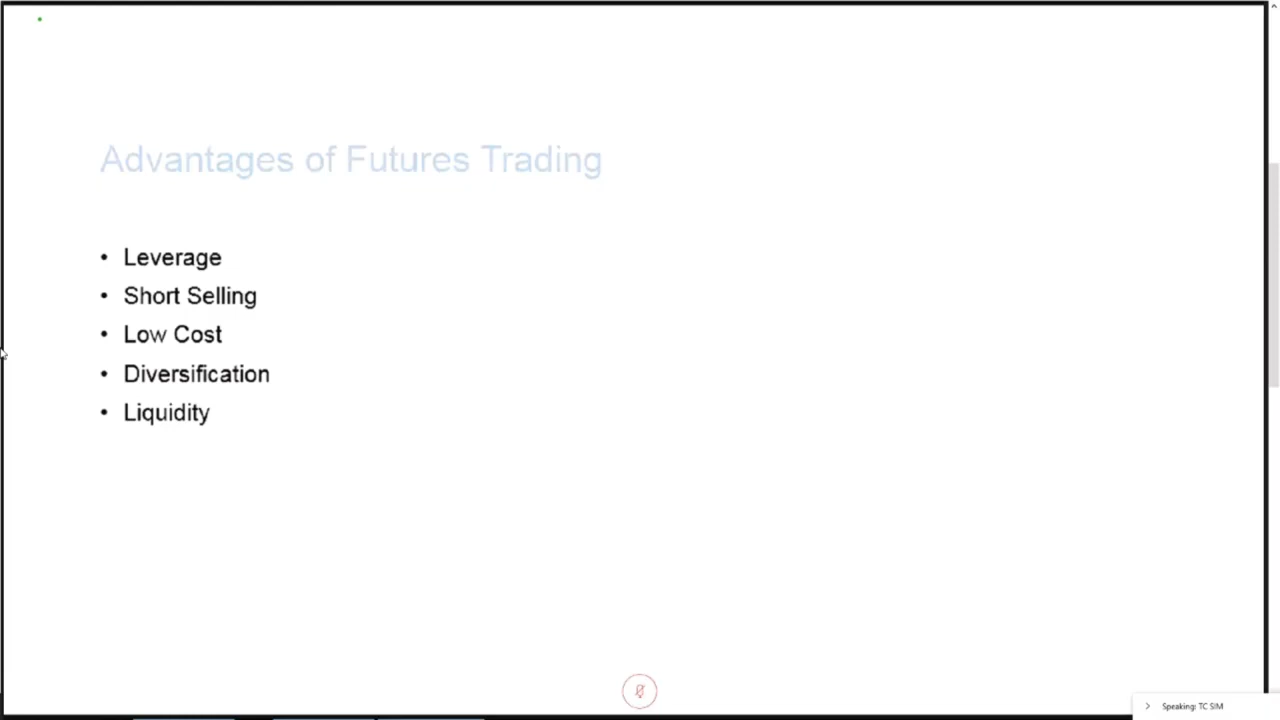 Advantages of Futures Trading
• Leverage
• Short Selling
• Low Cost
• Diversification
• Liquidity
Speaking: TC SIM